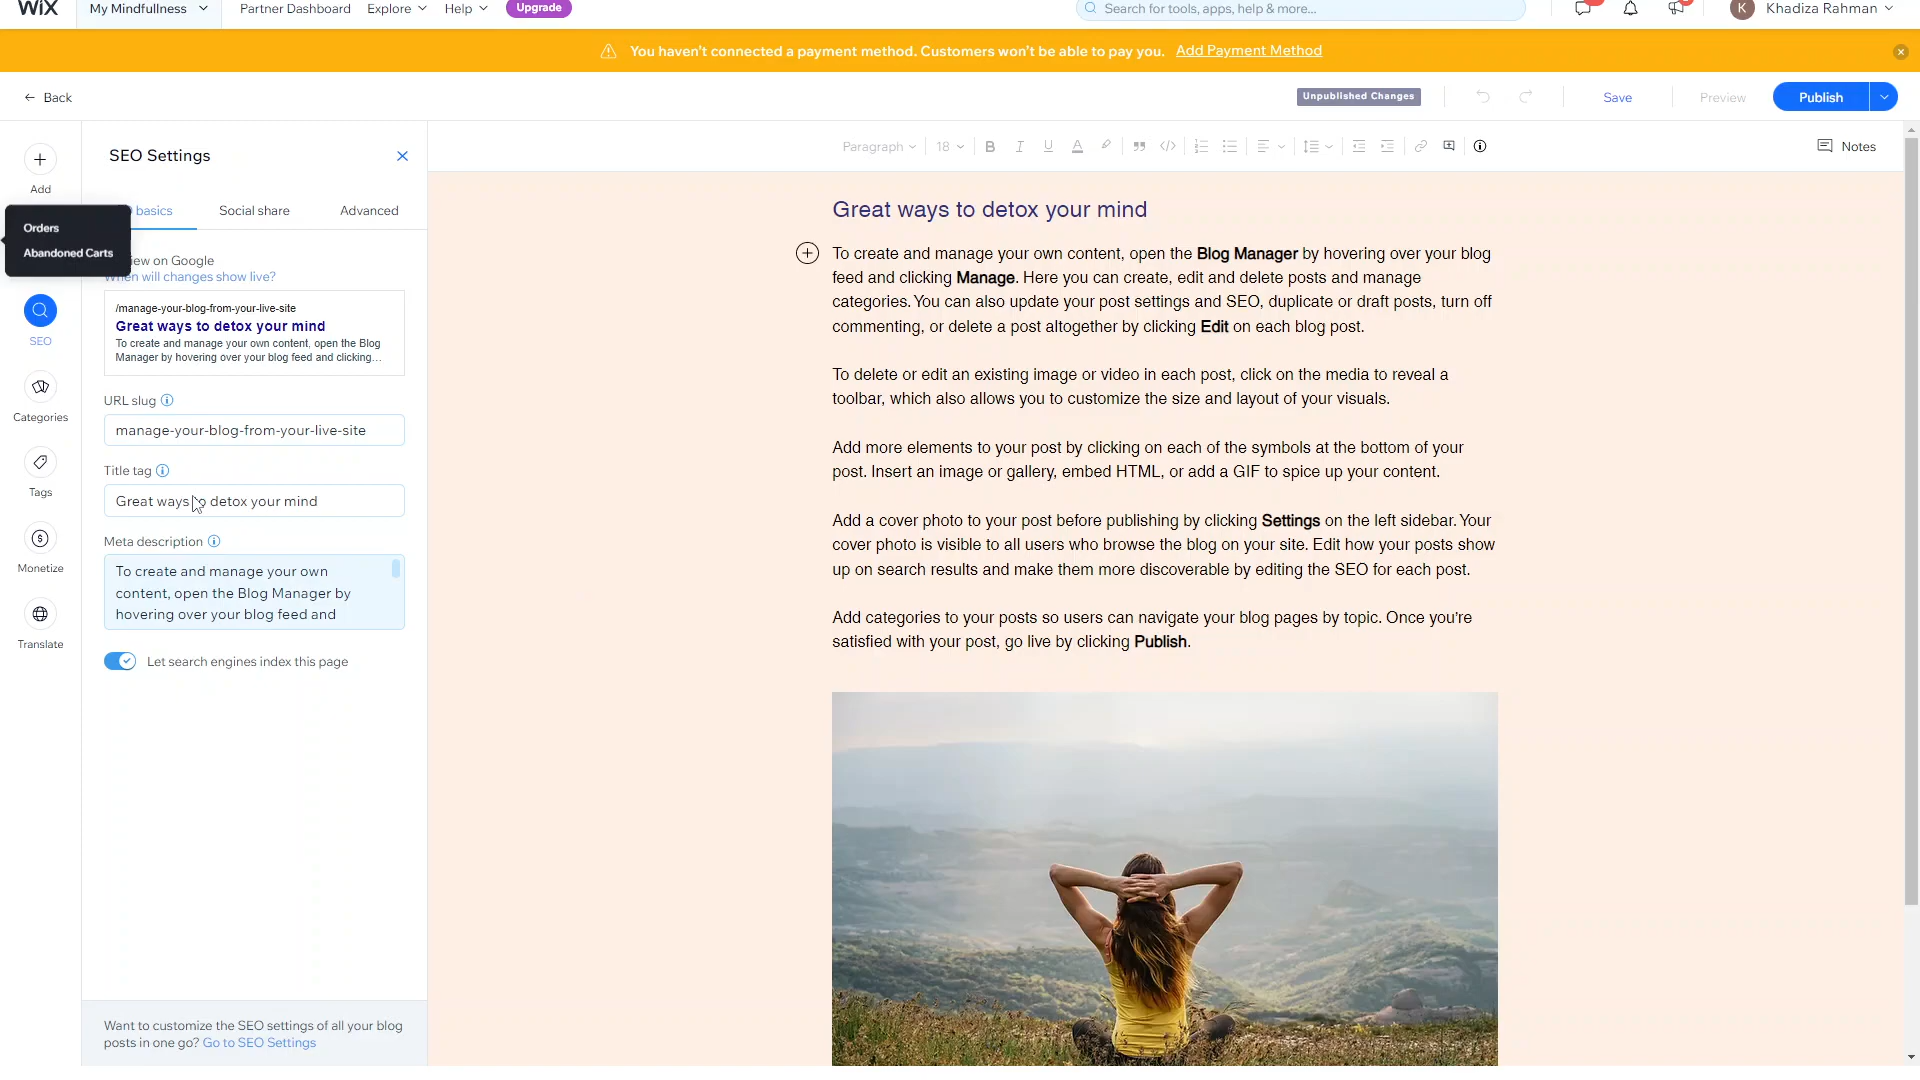 WIX
My Mindfullness
Partner Dashboard
Explore
Help
Upgrade
Search for tools, apps, help & more...
K
Khadiza Rahman
You haven't connected a payment method. Customers won't be able to pay you. Add Payment Method
Back
Unpublished Changes
Save
Preview
Publish
Add
Orders
Abandoned Carts
SEO
Categories
Tags
Monetize
Translate
SEO Settings
basics
Social share
Advanced
on Google
When will changes show live?
/manage-your-blog-from-your-live-site
Great ways to detox your mind
To create and manage your own content, open the Blog
Manager by hovering over your blog feed and clicking...
URL slug
manage-your-blog-from-your-live-site
Title tag
Great ways to detox your mind
Meta description
To create and manage your own
content, open the Blog Manager by
hovering over your blog feed and
Let search engines index this page
Want to customize the SEO settings of all your blog
posts in one go? Go to SEO Settings
Paragraph
18
B
I
U
A
Notes
Great ways to detox your mind
To create and manage your own content, open the Blog Manager by hovering over your blog
feed and clicking Manage. Here you can create, edit and delete posts and manage
categories. You can also update your post settings and SEO, duplicate or draft posts, turn off
commenting, or delete a post altogether by clicking Edit on each blog post.
To delete or edit an existing image or video in each post, click on the media to reveal a
toolbar, which also allows you to customize the size and layout of your visuals.
Add more elements to your post by clicking on each of the symbols at the bottom of your
post. Insert an image or gallery, embed HTML, or add a GIF to spice up your content.
Add a cover photo to your post before publishing by clicking Settings on the left sidebar. Your
cover photo is visible to all users who browse the blog on your site. Edit how your posts show
up on search results and make them more discoverable by editing the SEO for each post.
Add categories to your posts so users can navigate your blog pages by topic. Once you're
satisfied with your post, go live by clicking Publish.